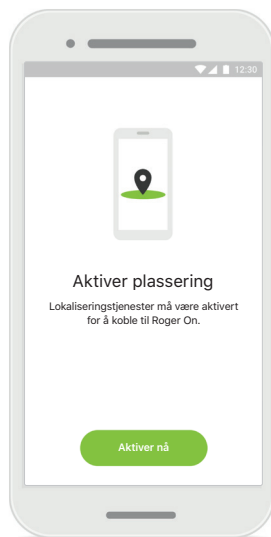 12:30
Aktiver plassering
Lokaliseringstjenester må være aktivert
for å koble til Roger On.
Aktiver nå